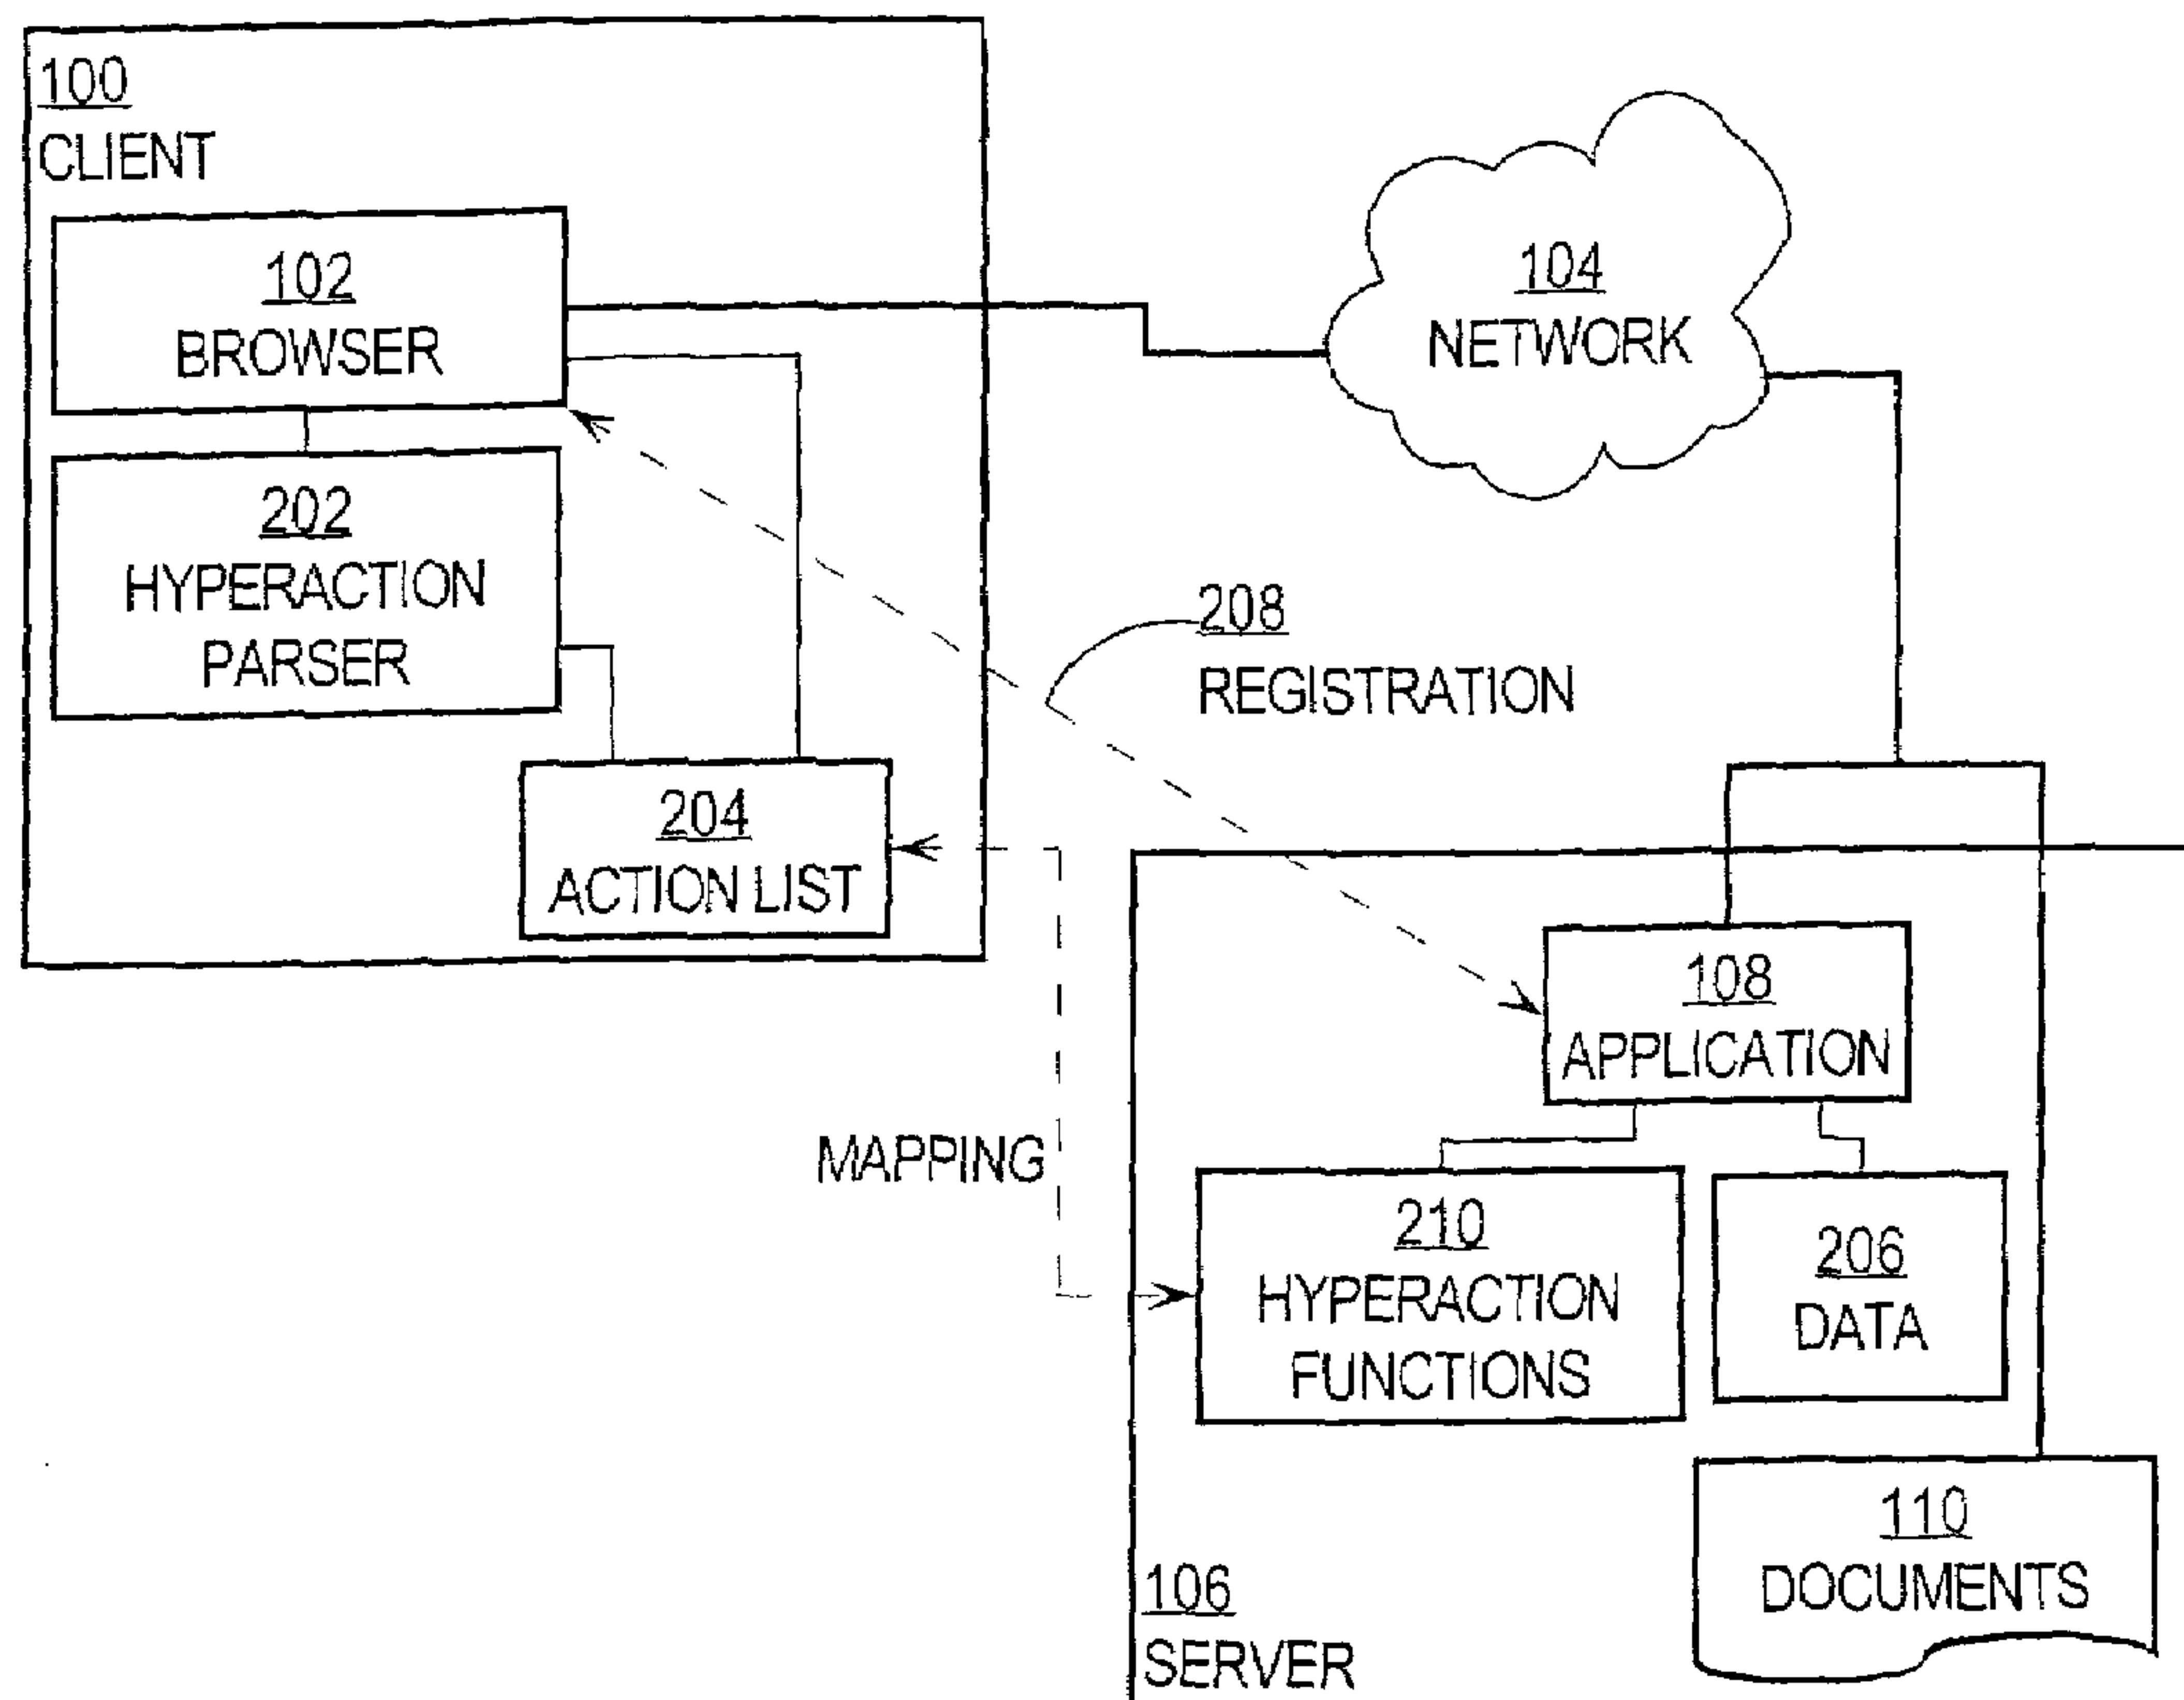 100
CLIENT
102
BROWSER
104
NETWORK
202
HYPERACTION
PARSER
208
REGISTRATION
204
ACTION LIST
108
APPLICATION
MAPPING
210
HYPERACTION
FUNCTIONS
206
DATA
110
DOCUMENTS
106
SERVER